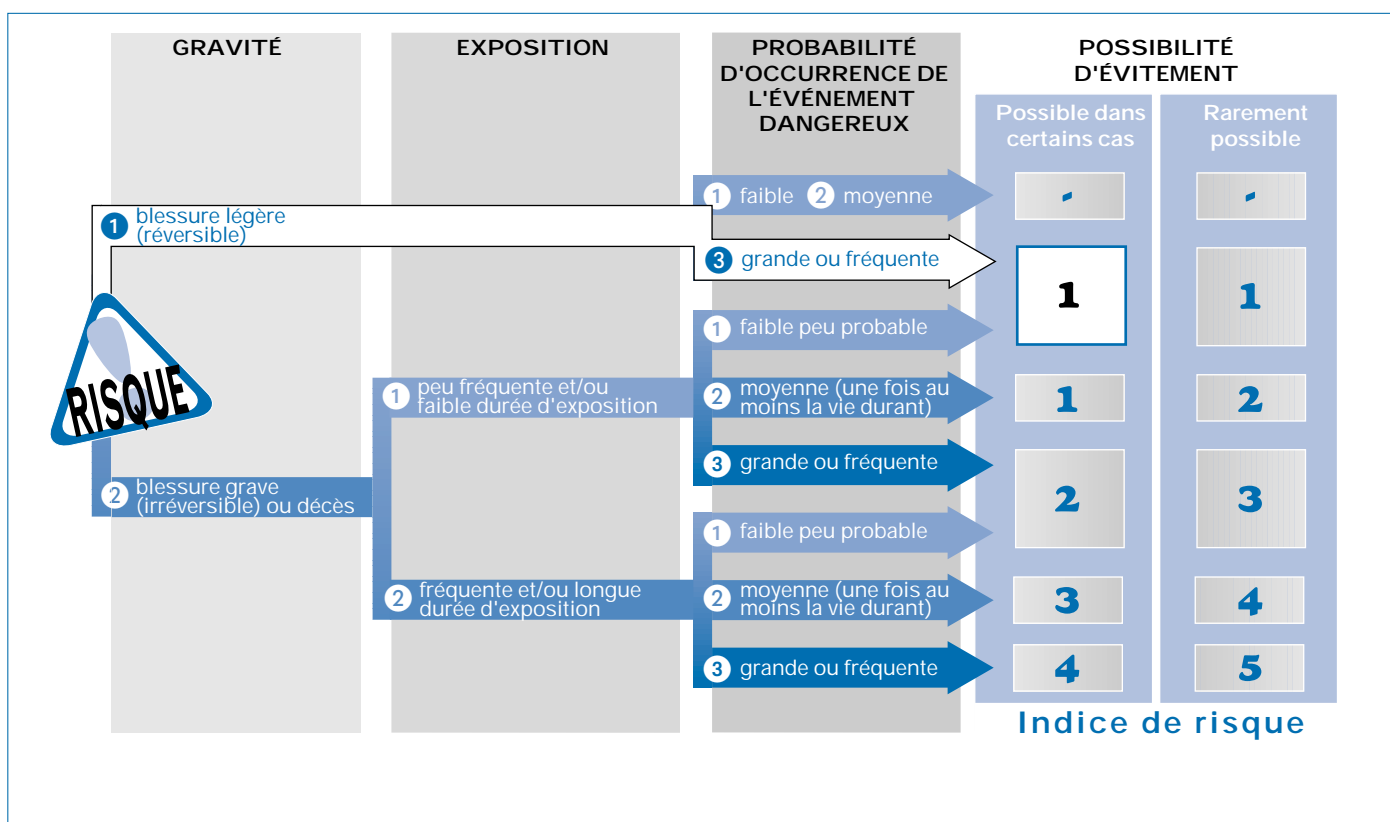 GRAVITÉ
EXPOSITION
PROBABILITÉ
D'OCCURRENCE DE
L'ÉVÉNEMENT
DANGEREUX
POSSIBILITÉ
D'ÉVITEMENT
Possible dans
certains cas
Rarement
possible
1 faible 2 moyenne
- -
1 blessure légère
(réversible)
3 grande ou fréquente
1 1
1 faible peu probable
RISQUE
1 peu fréquente et/ou
faible durée d'exposition
2 moyenne (une fois au
moins la vie durant)
1 2
3 grande ou fréquente
2 blessure grave
(irréversible) ou décès
2 3
1 faible peu probable
2 fréquente et/ou longue
durée d'exposition
2 moyenne (une fois au
moins la vie durant)
3 4
3 grande ou fréquente
4 5
Indice de risque